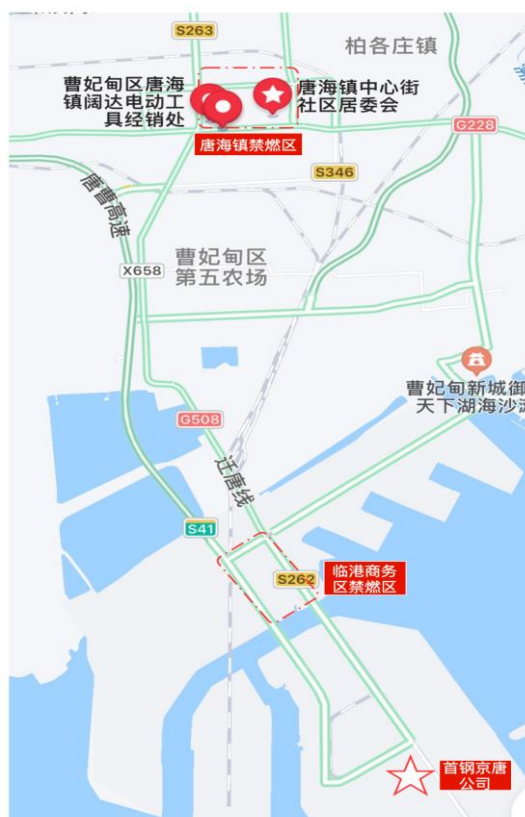 S263
柏各庄镇
曹妃甸区唐海
镇阔达电动工
具经销处
唐海镇中心街
社区居委会
G228
唐海镇禁燃区
S346
唐曹高速
曹妃甸区
第五农场
X658
曹妃甸新城御
天下湖海沙滩
G508
迁唐线
S41
S262
临港商务
区禁燃区
首钢京唐
公司